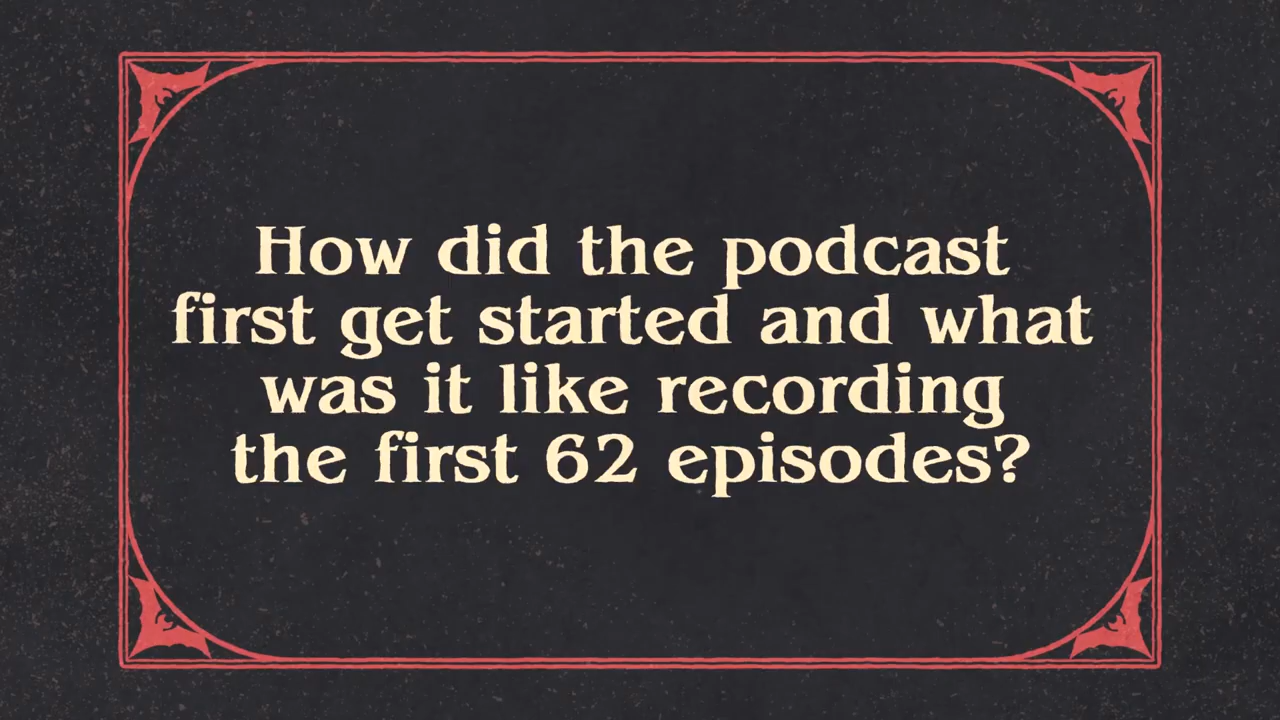 How did the podcast
first get started and what
was it like recording
the first 62 episodes?